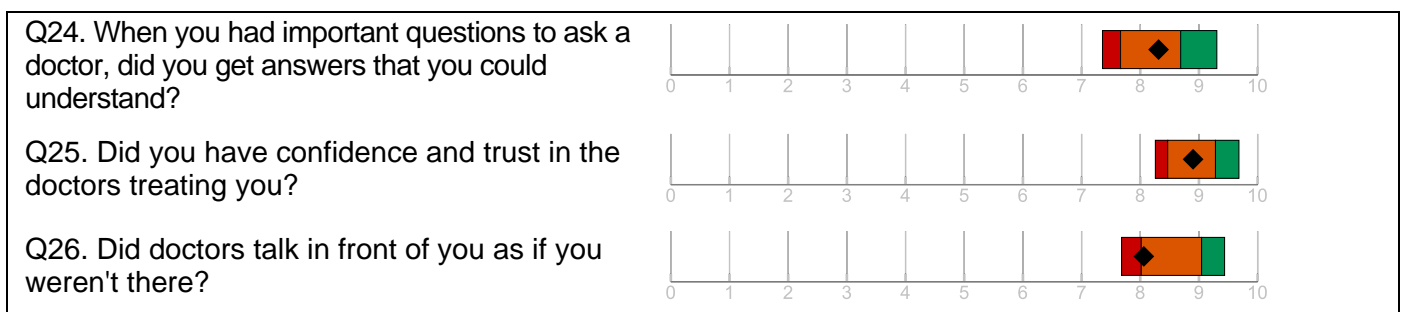 Q24. When you had important questions to ask a
doctor, did you get answers that you could
understand?
0 1 2 3 4 5 6 7 8 9 10
Q25. Did you have confidence and trust in the
doctors treating you?
0 1 2 3 4 5 6 7 8 9 10
Q26. Did doctors talk in front of you as if you
weren't there?
0 1 2 3 4 5 6 7 8 9 10